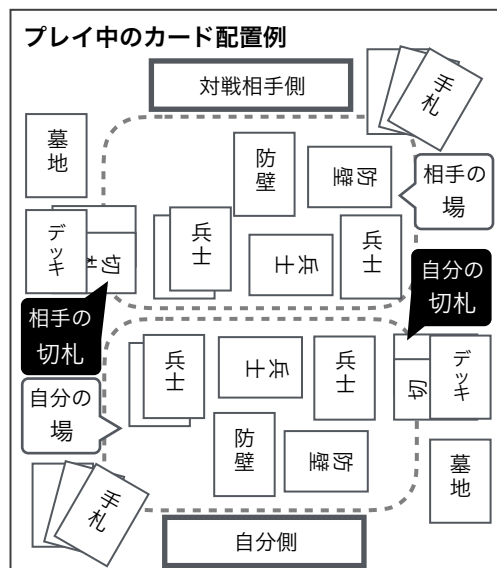 プレイ中のカード配置例
対戦相手側
手札
墓地
防壁
防壁
相手の
場
デッキ
切札
兵士
兵士
兵士
自分の
切札
相手の
切札
兵士
兵士
兵士
切
デッキ
自分の
場
防壁
防壁
墓地
手札
自分側